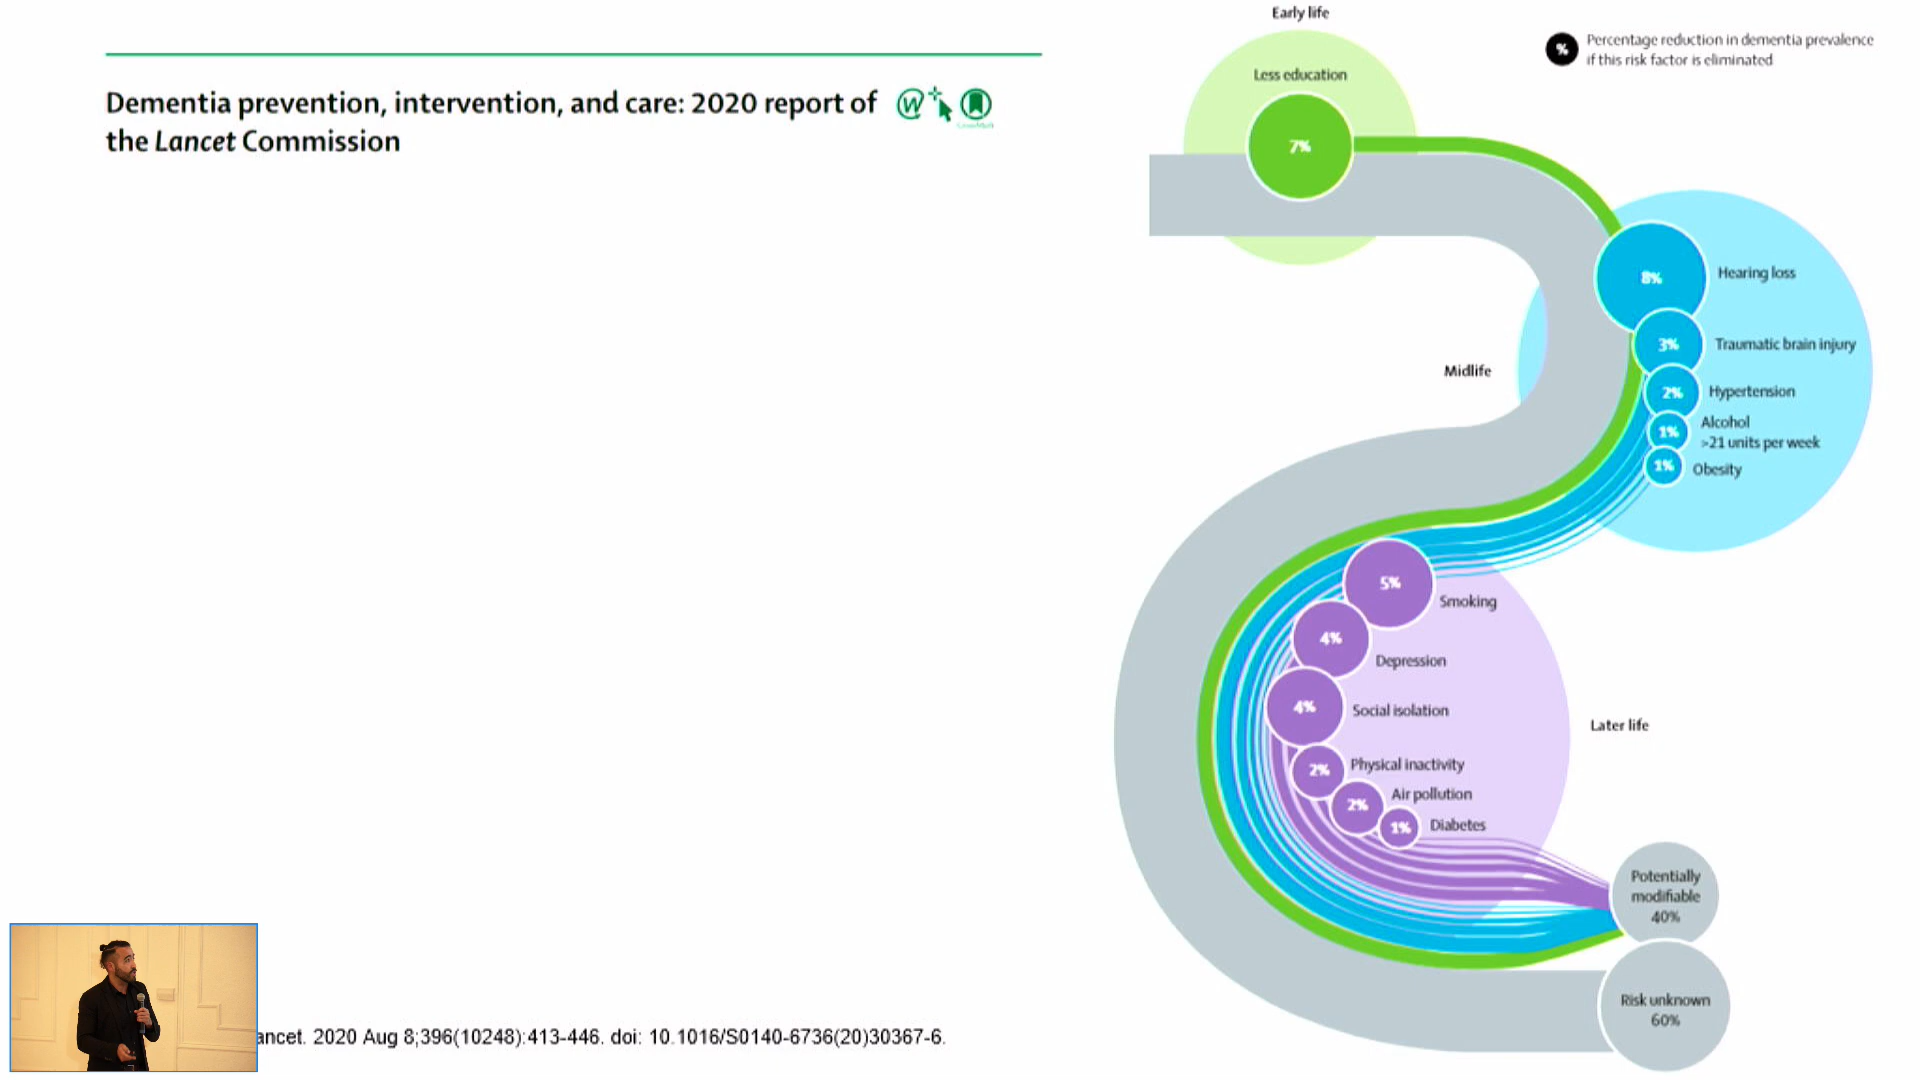 Dementia prevention, intervention, and care: 2020 report of
the Lancet Commission
Early life
Less education
7%
% Percentage reduction in dementia prevalence
if this risk factor is eliminated
8% Hearing loss
3% Traumatic brain injury
Midlife
2% Hypertension
1% Alcohol
>21 units per week
1% Obesity
5% Smoking
4% Depression
4% Social isolation
Later life
2% Physical inactivity
2% Air pollution
1% Diabetes
Potentially
modifiable
40%
Risk unknown
60%
ancet. 2020 Aug 8;396(10248):413-446. doi: 10.1016/S0140-6736(20)30367-6.